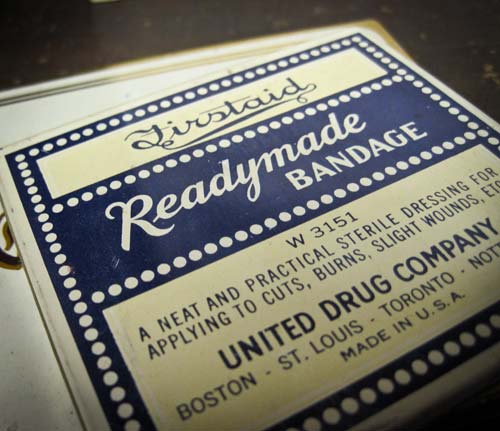 Firstaid
Readymade
BANDAGE
W 3151
A NEAT AND PRACTICAL STERILE DRESSING FOR
APPLYING TO CUTS, BURNS, SLIGHT WOUNDS, ETC
UNITED DRUG COMPANY
BOSTON - ST. LOUIS - TORONTO -
MADE IN U.S.A.